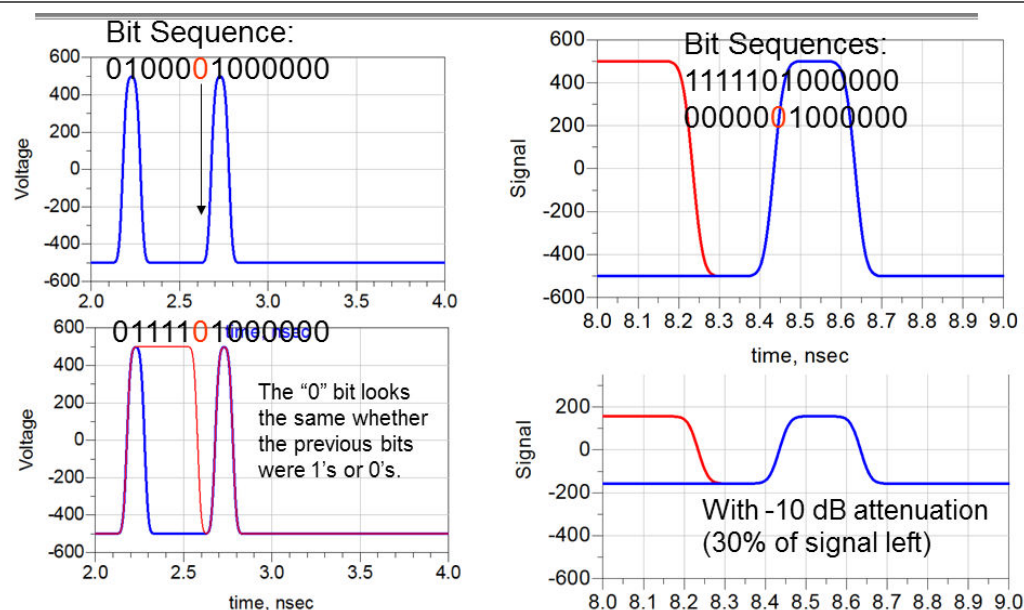 Bit Sequence:
0100001000000
600
400
200
0
-200
-400
-600
Voltage
2.0 2.5 3.0 3.5 4.0
time, nsec
0111101000000
600
400
200
0
-200
-400
-600
Voltage
The “0” bit looks
the same whether
the previous bits
were 1’s or 0’s.
2.0 2.5 3.0 3.5 4.0
time, nsec
Bit Sequences:
1111101000000
0000001000000
600
400
200
0
-200
-400
-600
Signal
8.0 8.1 8.2 8.3 8.4 8.5 8.6 8.7 8.8 8.9 9.0
time, nsec
200
0
-200
-400
-600
Signal
With -10 dB attenuation
(30% of signal left)
8.0 8.1 8.2 8.3 8.4 8.5 8.6 8.7 8.8 8.9 9.0